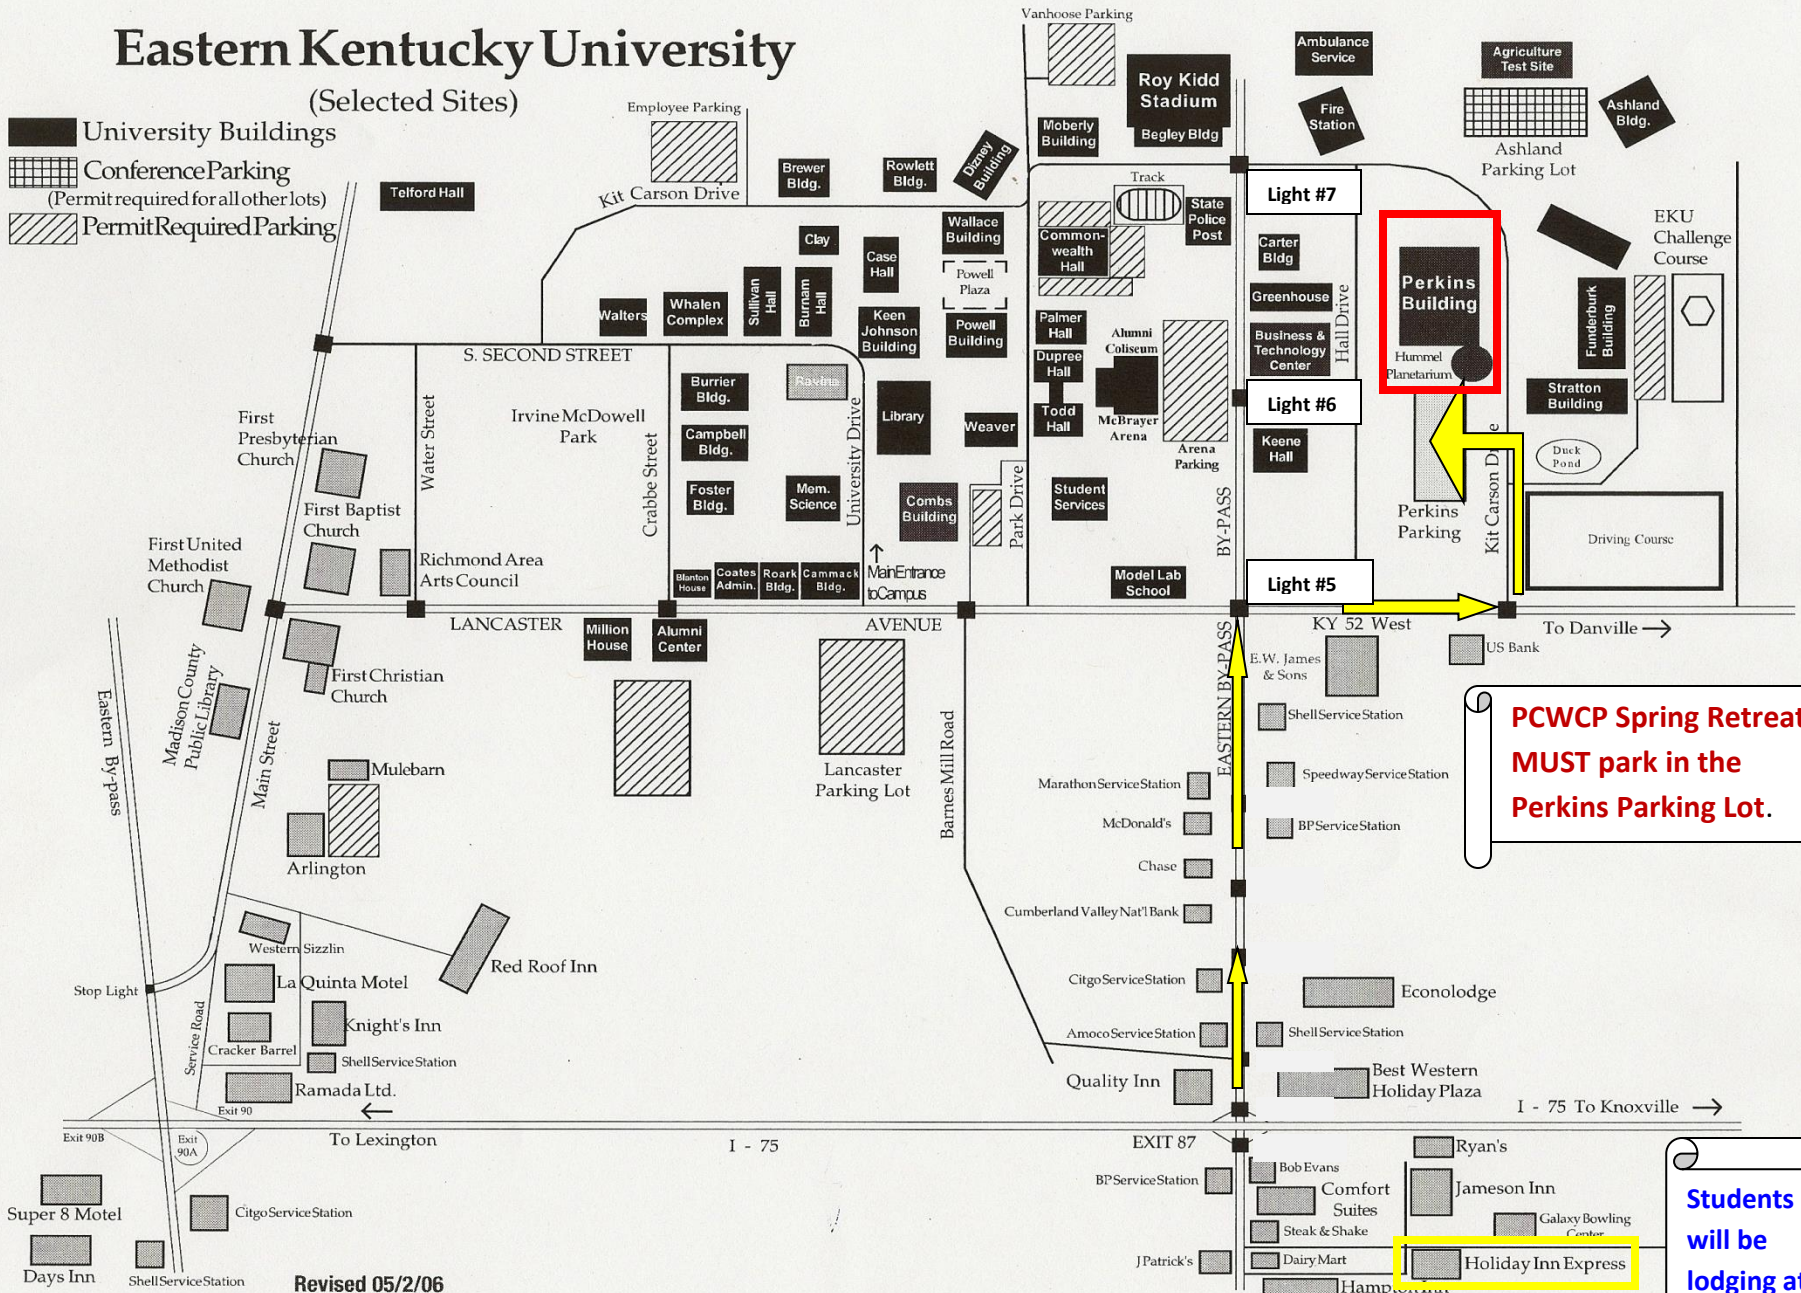 Eastern Kentucky University
(Selected Sites)
University Buildings
Conference Parking
(Permit required for all other lots)
Permit Required Parking
Vanhoose Parking
Employee Parking
Telford Hall
Kit Carson Drive
Brewer
Bldg.
Rowlett
Bldg.
Dizney
Building
Moberly
Building
Roy Kidd
Stadium
Begley Bldg
Ambulance
Service
Fire
Station
Agriculture
Test Site
Ashland
Bldg.
Ashland
Parking Lot
Track
State
Police
Post
Light #7
Wallace
Building
Common-
wealth
Hall
Clay
Case
Hall
Powell
Plaza
Carter
Bldg
Greenhouse
Hall Drive
Perkins
Building
Hummel
Planetarium
EKU
Challenge
Course
Funderburk
Building
Stratton
Building
Walters
Whalen
Complex
Sullivan
Hall
Burnam
Hall
Keen
Johnson
Building
Powell
Building
Palmer
Hall
Dupree
Hall
Todd
Hall
Alumni
Coliseum
McBrayer
Arena
Arena
Parking
Business &
Technology
Center
Light #6
Keene
Hall
S. SECOND STREET
Burrier
Bldg.
Ravine
Library
Weaver
University Drive
Irvine McDowell
Park
Campbell
Bldg.
Foster
Bldg.
Mem.
Science
Combs
Building
Park Drive
Student
Services
BY-PASS
Perkins
Parking
Kit Carson Drive
Duck
Pond
Driving Course
First
Presbyterian
Church
Water Street
Crabbe Street
First Baptist
Church
First United
Methodist
Church
Richmond Area
Arts Council
Blanton
House
Coates
Admin.
Roark
Bldg.
Cammack
Bldg.
↑
Main Entrance
to Campus
Model Lab
School
Light #5
LANCASTER
AVENUE
KY 52 West
To Danville →
Million
House
Alumni
Center
First Christian
Church
Madison County
Public Library
Main Street
Eastern By-pass
Mulebarn
Arlington
Lancaster
Parking Lot
Barnes Mill Road
EASTERN BY-PASS
E.W. James
& Sons
US Bank
Shell Service Station
Marathon Service Station
Speedway Service Station
McDonald's
BP Service Station
Chase
Cumberland Valley Nat'l Bank
PCWCP Spring Retreat
MUST park in the
Perkins Parking Lot.
Western Sizzlin
Red Roof Inn
La Quinta Motel
Stop Light
Knight's Inn
Service Road
Cracker Barrel
Shell Service Station
Ramada Ltd.
Exit 90
Citgo Service Station
Econolodge
Amoco Service Station
Shell Service Station
Quality Inn
Best Western
Holiday Plaza
←
To Lexington
I - 75
EXIT 87
I - 75 To Knoxville →
Exit 90B
Exit
90A
Super 8 Motel
Citgo Service Station
Days Inn
Shell Service Station
Revised 05/2/06
BP Service Station
Bob Evans
Comfort
Suites
Steak & Shake
J Patrick's
Dairy Mart
Ryan's
Jameson Inn
Galaxy Bowling
Center
Holiday Inn Express
Hampton Inn
Students
will be
lodging at